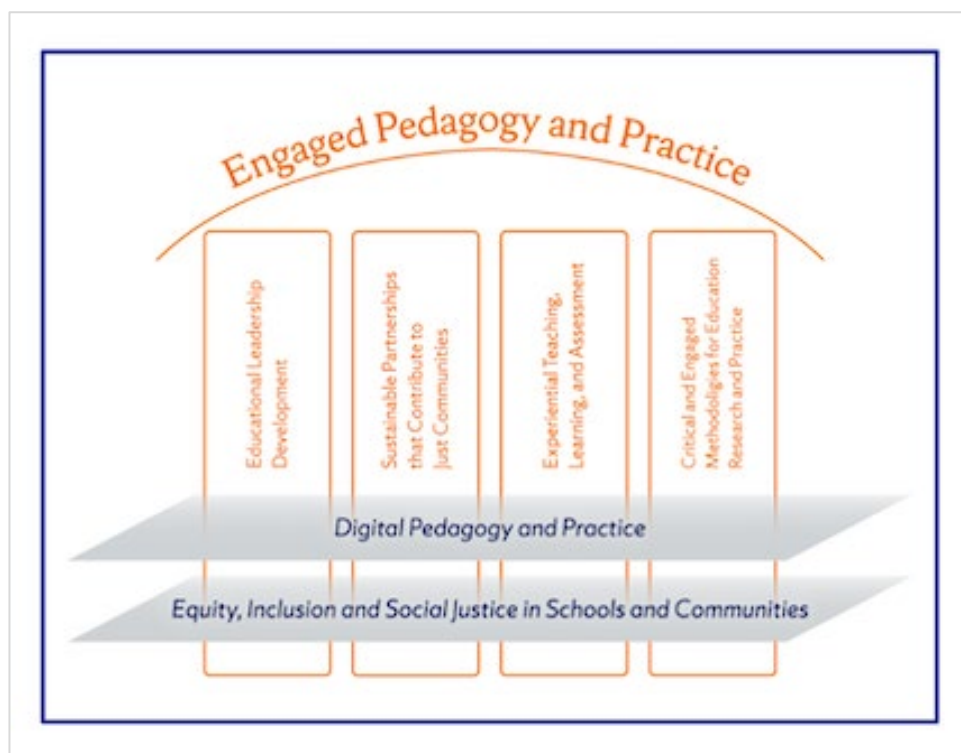 Engaged Pedagogy and Practice
Educational Leadership
Development
Sustainable Partnerships
that Contribute to
Just Communities
Experiential Teaching,
Learning, and Assessment
Critical and Engaged
Methodoligies for Education
Research and Practice
Digital Pedagogy and Practice
Equity, Inclusion and Social Justice in Schools and Communities